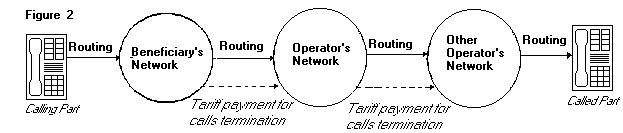 Figure 2
Routing
Beneficiary's
Network
Routing
Operator's
Network
Routing
Other
Operator's
Network
Routing
Calling Part
Tariff payment for
calls termination
Tariff payment for
calls termination
Called Part